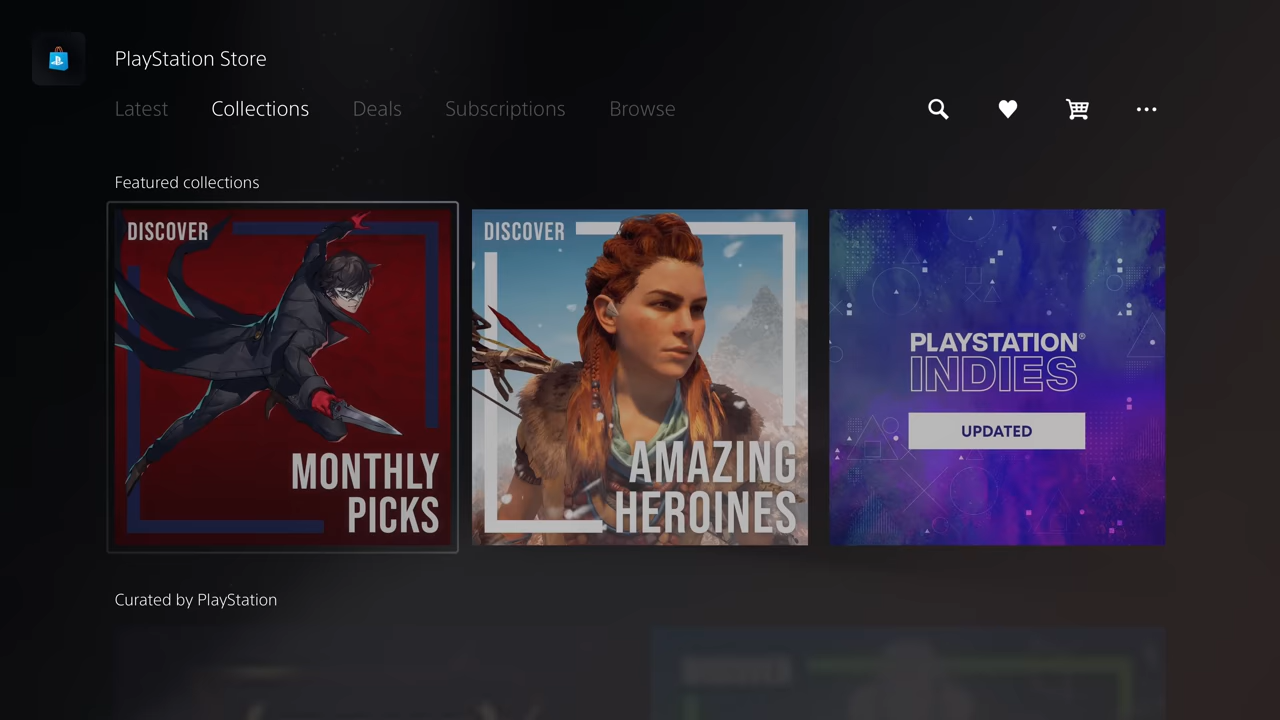 PlayStation Store
Latest
Collections
Deals
Subscriptions
Browse
Featured collections
DISCOVER
MONTHLY
PICKS
DISCOVER
AMAZING
HEROINES
PLAYSTATION®
INDIES
UPDATED
Curated by PlayStation